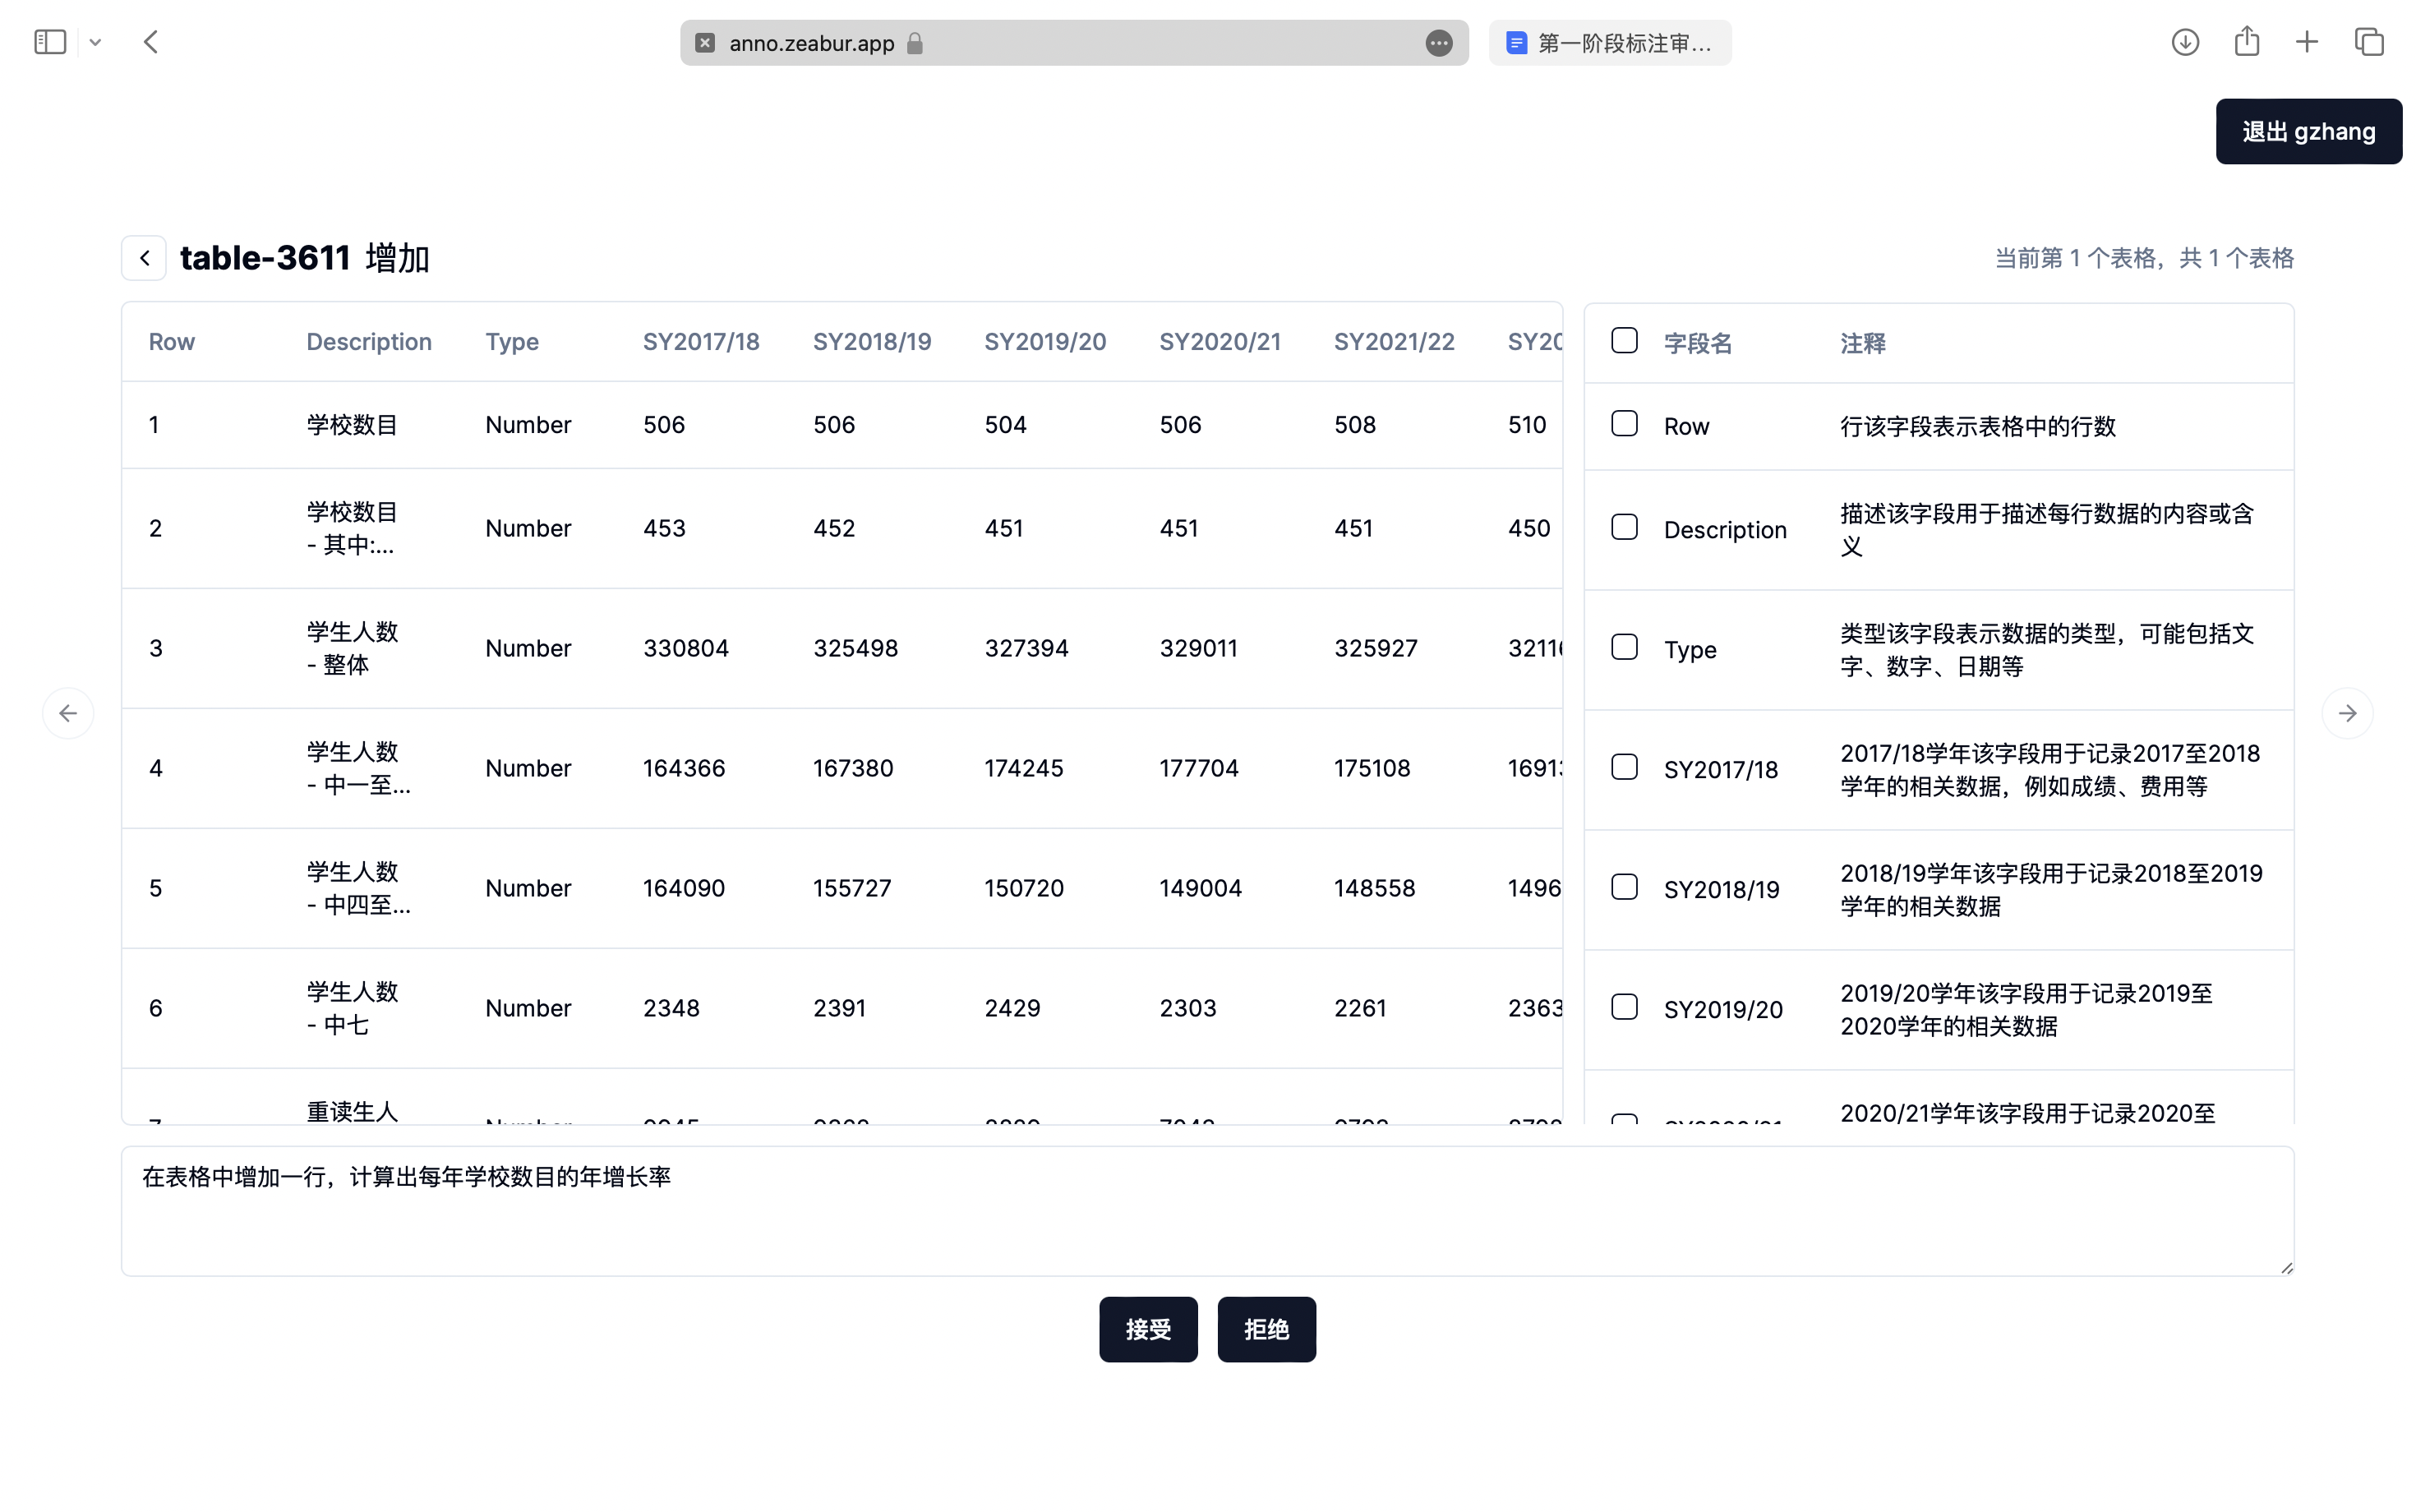 anno.zeabur.app
第一阶段标注审...
退出 gzhang
table-3611 增加
当前第 1 个表格，共 1 个表格
Row Description Type SY2017/18 SY2018/19 SY2019/20 SY2020/21 SY2021/22
1 学校数目 Number 506 506 504 506 508 510
2 学校数目 - 其中:... Number 453 452 451 451 451 450
3 学生人数 - 整体 Number 330804 325498 327394 329011 325927
4 学生人数 - 中一至... Number 164366 167380 174245 177704 175108
5 学生人数 - 中四至... Number 164090 155727 150720 149004 148558
6 学生人数 - 中七 Number 2348 2391 2429 2303 2261 2363
重读生人
字段名 注释
Row 行该字段表示表格中的行数
Description 描述该字段用于描述每行数据的内容或含
义
Type 类型该字段表示数据的类型，可能包括文
字、数字、日期等
SY2017/18 2017/18学年该字段用于记录2017至2018
学年的相关数据，例如成绩、费用等
SY2018/19 2018/19学年该字段用于记录2018至2019
学年的相关数据
SY2019/20 2019/20学年该字段用于记录2019至
2020学年的相关数据
2020/21学年该字段用于记录2020至
在表格中增加一行，计算出每年学校数目的年增长率
接受 拒绝